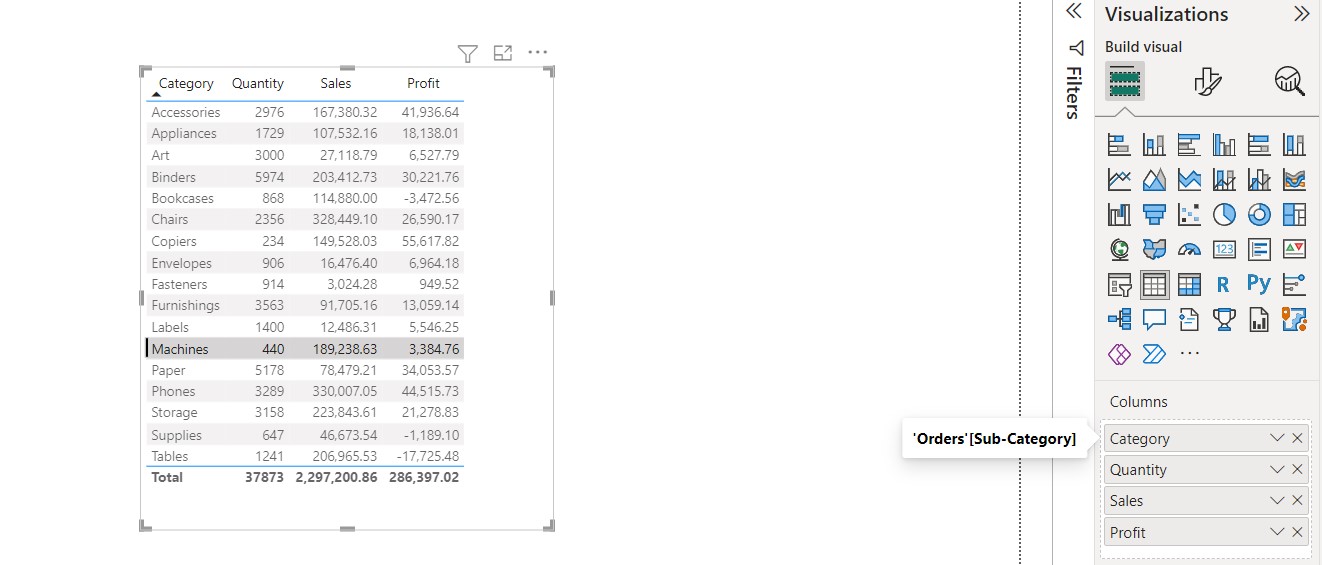 Visualizations
Build visual
Filters
Category Quantity Sales Profit
Accessories 2976 167,380.32 41,936.64
Appliances 1729 107,532.16 18,138.01
Art 3000 27,118.79 6,527.79
Binders 5974 203,412.73 30,221.76
Bookcases 868 114,880.00 -3,472.56
Chairs 2356 328,449.10 26,590.17
Copiers 234 149,528.03 55,617.82
Envelopes 906 16,476.40 6,964.18
Fasteners 914 3,024.28 949.52
Furnishings 3563 91,705.16 13,059.14
Labels 1400 12,486.31 5,546.25
Machines 440 189,238.63 3,384.76
Paper 5178 78,479.21 34,053.57
Phones 3289 330,007.05 44,515.73
Storage 3158 223,843.61 21,278.83
Supplies 647 46,673.54 -1,189.10
Tables 1241 206,965.53 -17,725.48
Total 37873 2,297,200.86 286,397.02
123
R Py
Columns
'Orders'[Sub-Category]
Category
Quantity
Sales
Profit